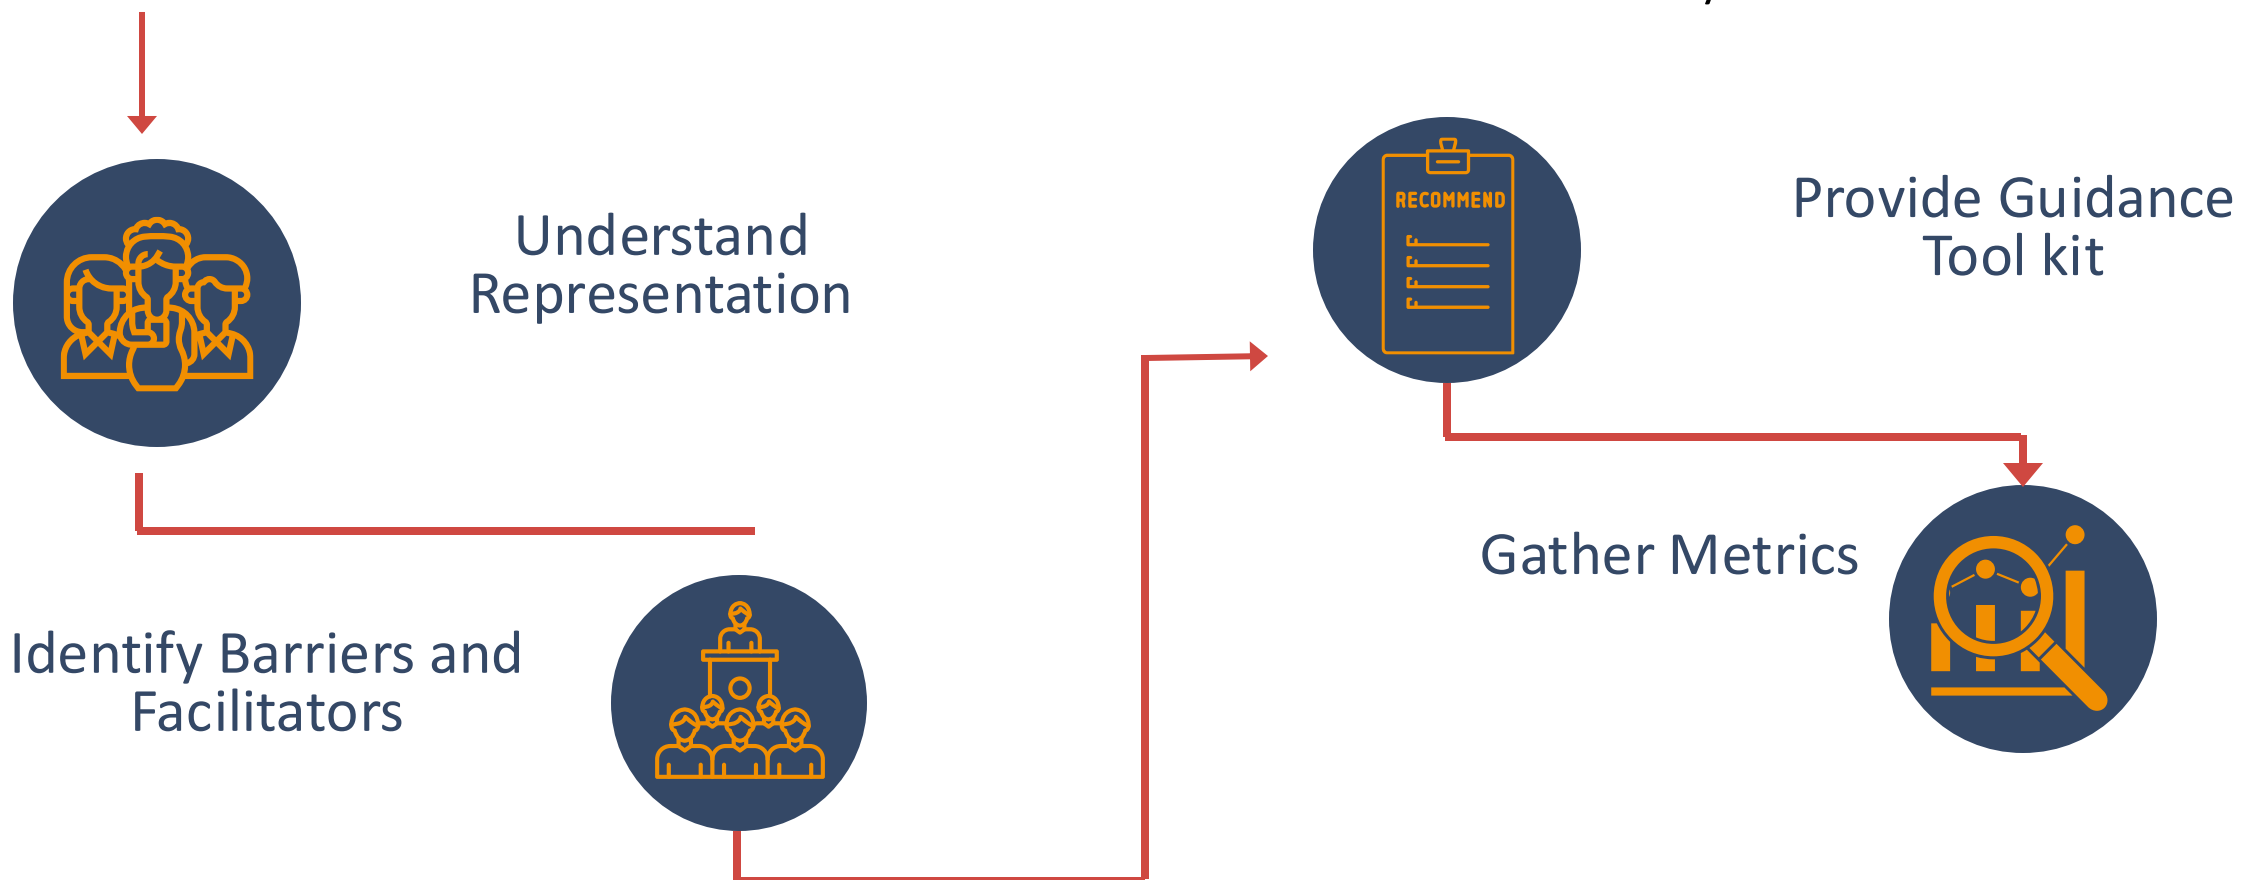 Understand
Representation
Identify Barriers and
Facilitators
RECOMMEND
Provide Guidance
Tool kit
Gather Metrics